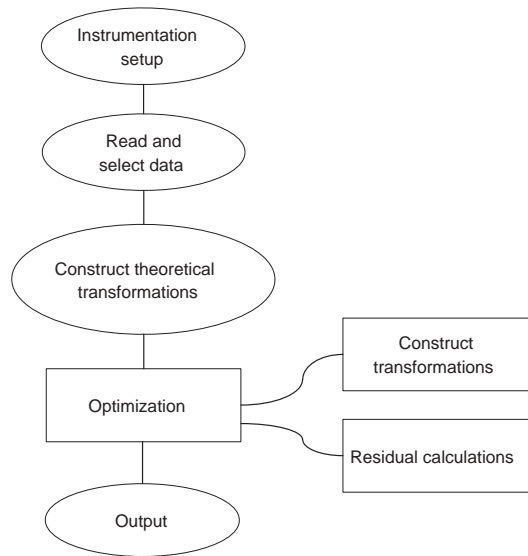 Instrumentation
setup
Read and
select data
Construct theoretical
transformations
Construct
transformations
Optimization
Residual calculations
Output